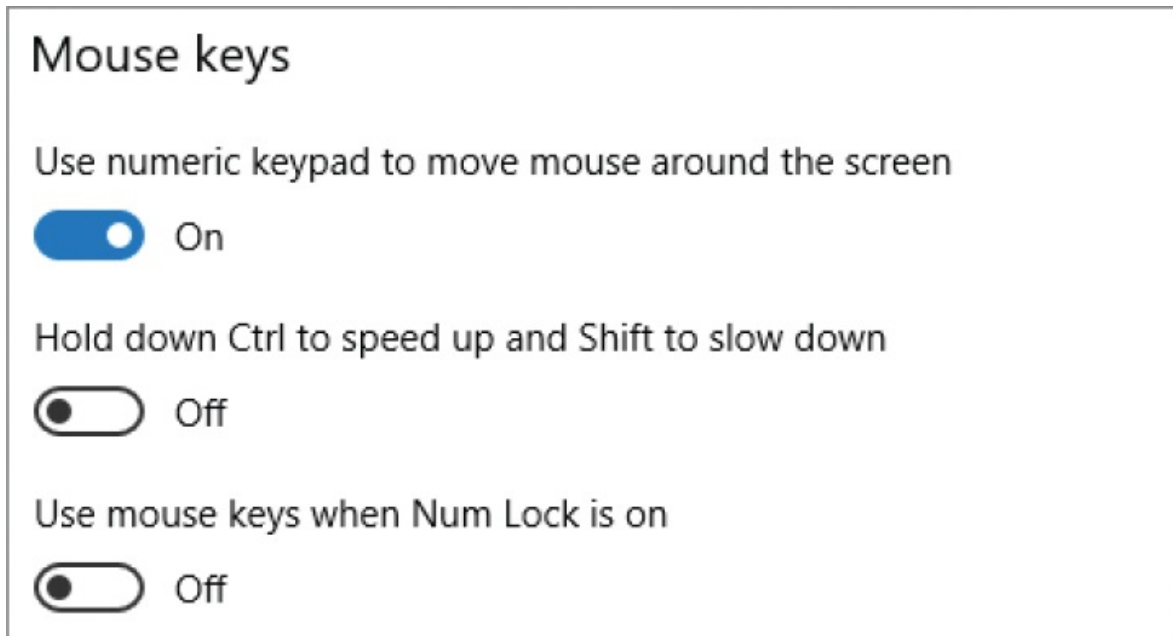 Mouse keys
Use numeric keypad to move mouse around the screen
On
Hold down Ctrl to speed up and Shift to slow down
Off
Use mouse keys when Num Lock is on
Off